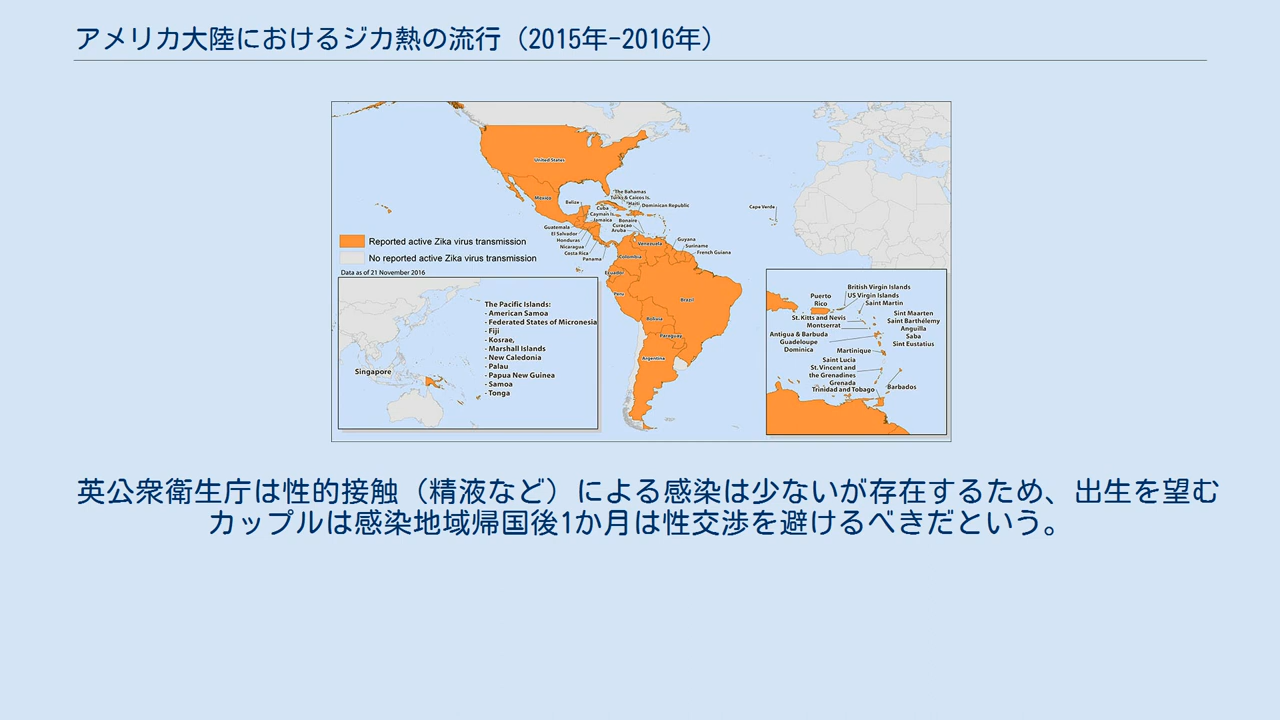 アメリカ大陸におけるジカ熱の流行（2015年-2016年）
United States
Mexico
The Bahamas
Turks & Caicos Is.
Cuba
Haiti
Dominican Republic
Belize
Cayman Is.
Jamaica
Bonaire
Curaçao
Aruba
Guatemala
El Salvador
Honduras
Nicaragua
Costa Rica
Panama
Cape Verde
Guyana
Suriname
French Guiana
Venezuela
Colombia
Ecuador
Peru
Brazil
Bolivia
Paraguay
Argentina
Reported active Zika virus transmission
No reported active Zika virus transmission
Data as of 21 November 2016
Singapore
The Pacific Islands:
- American Samoa
- Federated States of Micronesia
- Fiji
- Kosrae,
- Marshall Islands
- New Caledonia
- Palau
- Papua New Guinea
- Samoa
- Tonga
British Virgin Islands
US Virgin Islands
Saint Martin
Puerto
Rico
Sint Maarten
Saint Barthélemy
Anguilla
Saba
Sint Eustatius
St. Kitts and Nevis
Montserrat
Antigua & Barbuda
Guadeloupe
Dominica
Martinique
Saint Lucia
St. Vincent and
the Grenadines
Grenada
Trinidad and Tobago
Barbados
英公衆衛生庁は性的接触（精液など）による感染は少ないが存在するため、出生を望む
カップルは感染地域帰国後1か月は性交渉を避けるべきだという。